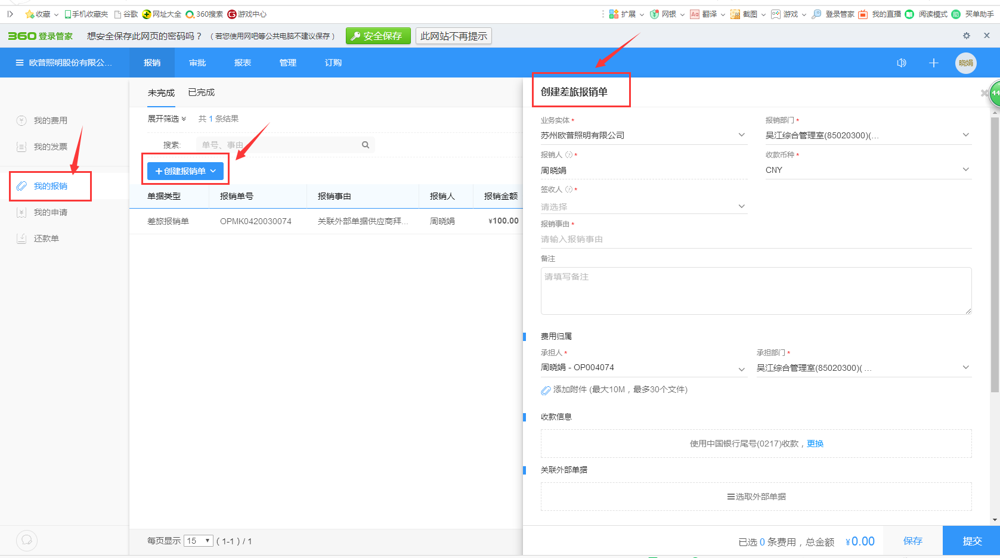 收藏 手机收藏夹 谷歌 网址大全 360搜索 游戏中心 扩展 网银 Aa 翻译 截图 游戏 登录管家 我的直播 阅读模式 助 买单助手
360 登录管家 想安全保存此网页的密码吗？（若您使用网吧等公共电脑不建议保存） 安全保存 此网站不再提示
欧普照明股份有限公... 报销 审批 报表 管理 订购 晓娟
未完成 已完成
展开筛选 共 1 条结果
搜索: 单号、事由
创建报销单
单据类型 报销单号 报销事由 报销人 报销金额
差旅报销单 OPMK0420030074 关联外部单据供应商拜... 周晓娟 ¥100.00
每页显示 15 ( 1-1 ) / 1
我的费用
我的发票
我的报销
我的申请
还款单
创建差旅报销单
44
业务实体 * 报销部门 *
苏州欧普照明有限公司 吴江综合管理室(85020300)(...
报销人 ? * 收款币种 *
周晓娟 CNY
签收人 ? *
请选择
报销事由 *
请输入报销事由
备注
请填写备注
费用归属
承担人 * 承担部门 *
周晓娟 - OP004074 吴江综合管理室(85020300)( ...
添加附件 (最大10M，最多30个文件)
收款信息
使用中国银行尾号(0217)收款，更换
关联外部单据
选取外部单据
已选 0 条费用，总金额 ¥0.00 保存 提交